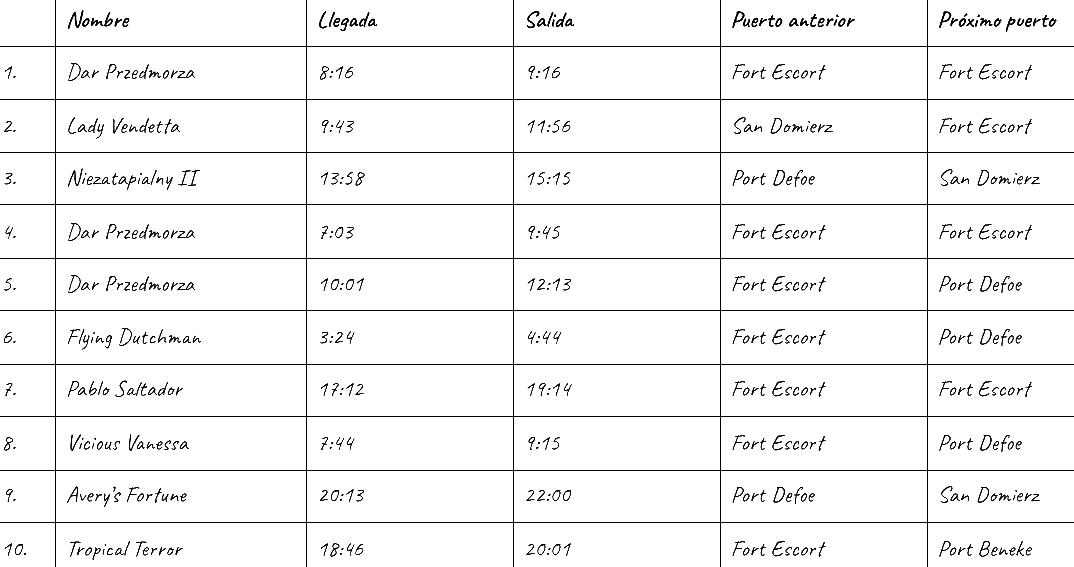 Nombre Llegada Salida Puerto anterior Próximo puerto
1. Dar Przedmorza 8:16 9:16 Fort Escort Fort Escort
2. Lady Vendetta 9:43 11:56 San Domierz Fort Escort
3. Niezatapialny II 13:58 15:15 Port Defoe San Domierz
4. Dar Przedmorza 7:03 9:45 Fort Escort Fort Escort
5. Dar Przedmorza 10:01 12:13 Fort Escort Port Defoe
6. Flying Dutchman 3:24 4:44 Fort Escort Port Defoe
7. Pablo Saltador 17:12 19:14 Fort Escort Fort Escort
8. Vicious Vanessa 7:44 9:15 Fort Escort Port Defoe
9. Avery's Fortune 20:13 22:00 Port Defoe San Domierz
10. Tropical Terror 18:46 20:01 Fort Escort Port Beneke